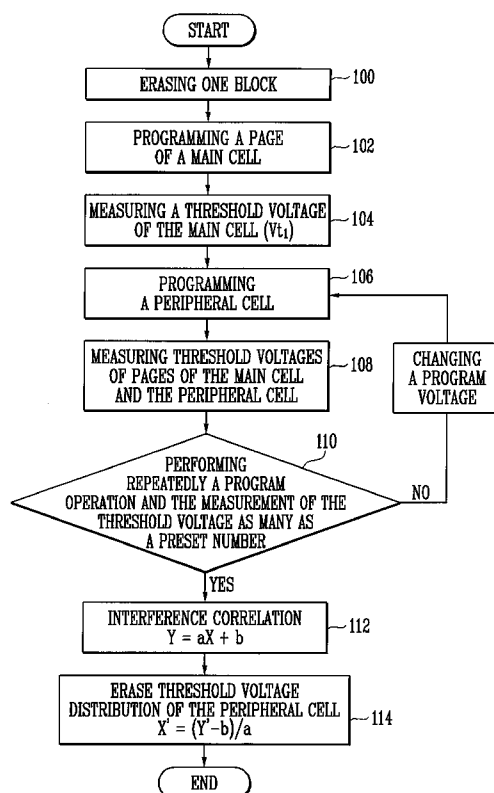 START
ERASING ONE BLOCK
100
PROGRAMMING A PAGE
OF A MAIN CELL
102
MEASURING A THRESHOLD VOLTAGE
OF THE MAIN CELL (Vt₁)
104
106
PROGRAMMING
A PERIPHERAL CELL
MEASURING THRESHOLD VOLTAGES
OF PAGES OF THE MAIN CELL
AND THE PERIPHERAL CELL
108
CHANGING
A PROGRAM
VOLTAGE
110
PERFORMING
REPEATEDLY A PROGRAM
OPERATION AND THE MEASUREMENT OF THE
THRESHOLD VOLTAGE AS MANY AS
A PRESET NUMBER
NO
YES
INTERFERENCE CORRELATION
Y = aX + b
112
ERASE THRESHOLD VOLTAGE
DISTRIBUTION OF THE PERIPHERAL CELL
X' = (Y'-b)/a
114
END